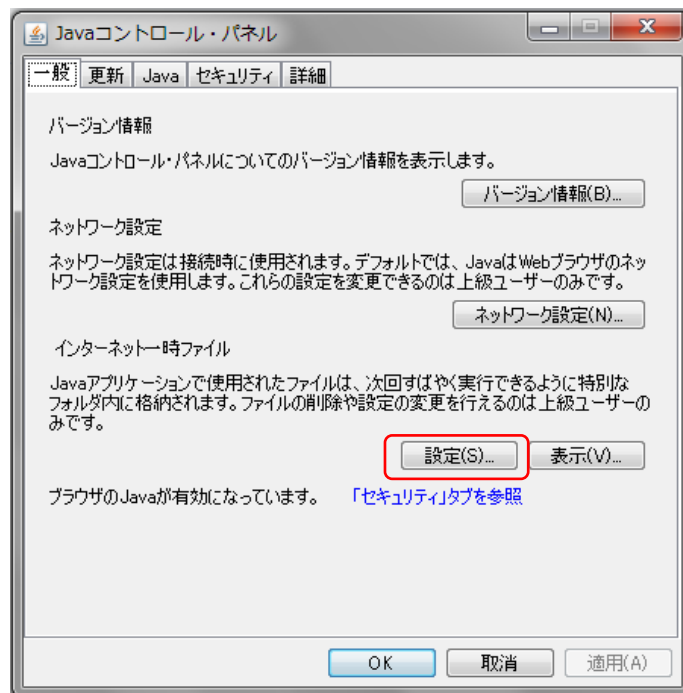 Javaコントロール・パネル
一般 更新 Java セキュリティ 詳細
バージョン情報
Javaコントロール・パネルについてのバージョン情報を表示します。
バージョン情報(B)...
ネットワーク設定
ネットワーク設定は接続時に使用されます。デフォルトでは、JavaはWebブラウザのネッ
トワーク設定を使用します。これらの設定を変更できるのは上級ユーザーのみです。
ネットワーク設定(N)...
インターネット一時ファイル
Javaアプリケーションで使用されたファイルは、次回すばやく実行できるように特別な
フォルダ内に格納されます。ファイルの削除や設定の変更を行えるのは上級ユーザーの
みです。
設定(S)... 表示(V)...
ブラウザのJavaが有効になっています。 「セキュリティ」タブを参照
OK 取消 適用(A)